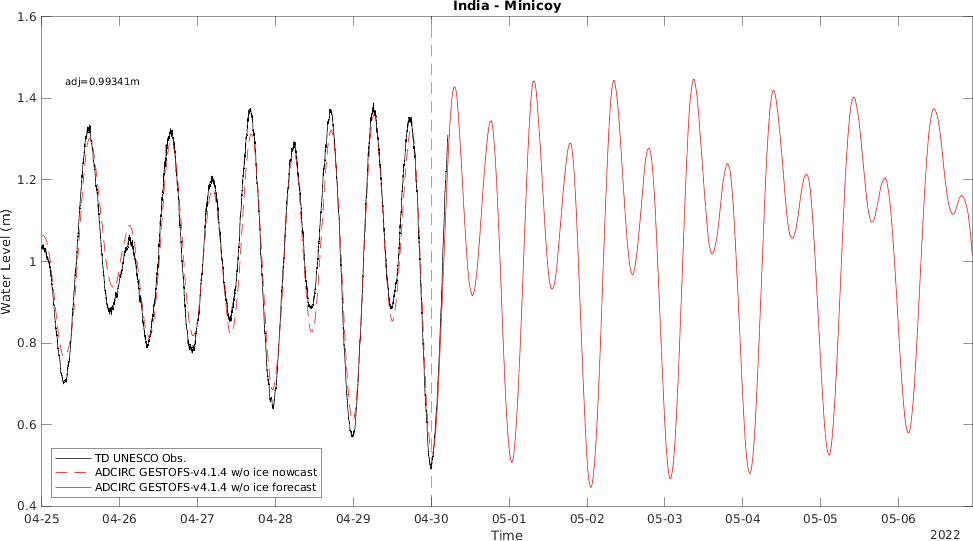 India - Minicoy
1.6
1.4
1.2
1
0.8
0.6
0.4
Water Level (m)
adj=0.99341m
TD UNESCO Obs.
ADCIRC GESTOFS-v4.1.4 w/o ice nowcast
ADCIRC GESTOFS-v4.1.4 w/o ice forecast
04-25 04-26 04-27 04-28 04-29 04-30 05-01 05-02 05-03 05-04 05-05 05-06
Time
2022